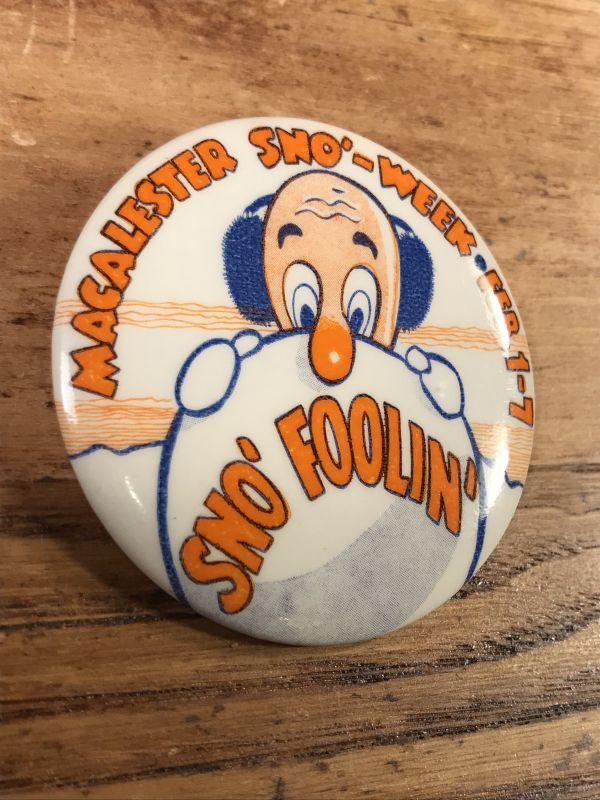 MACALESTER SNO'-WEEK • FEB 1-7
SNO' FOOLIN'